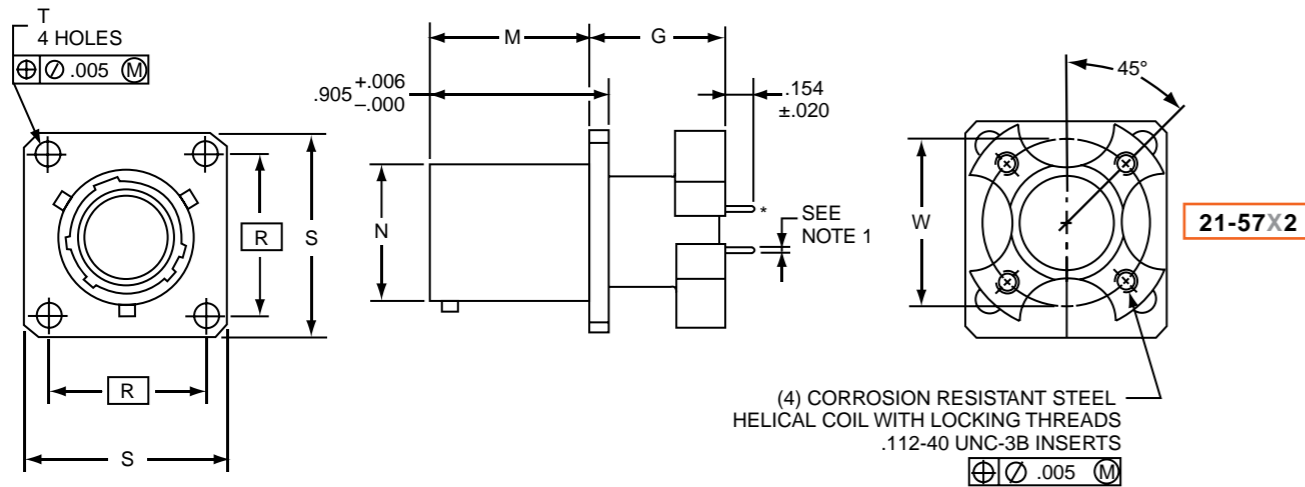 T
4 HOLES
⌖ ⌀ .005 Ⓜ
R
S
R
S
M
G
.905 +.006 –.000
.154
±.020
N
*
SEE
NOTE 1
45°
W
21-57X2
(4) CORROSION RESISTANT STEEL
HELICAL COIL WITH LOCKING THREADS
.112-40 UNC-3B INSERTS
⌖ ⌀ .005 Ⓜ